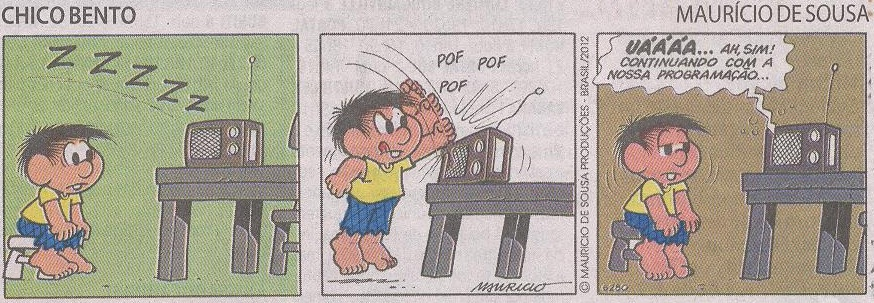 CHICO BENTO
MAURÍCIO DE SOUSA
Z Z Z Z Z
POF POF
POF
MAURICIO
© MAURICIO DE SOUSA PRODUÇÕES - BRASIL/2012
UÁÁÁA... AH, SIM!
CONTINUANDO COM A
NOSSA PROGRAMAÇÃO...
6280